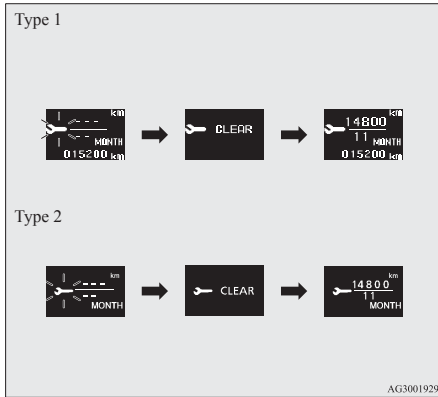 Type 1
km
---
MONTH
015200 km
CLEAR
km
14800
11
MONTH
015200 km
Type 2
km
---
--
MONTH
CLEAR
km
14800
11
MONTH
AG3001929